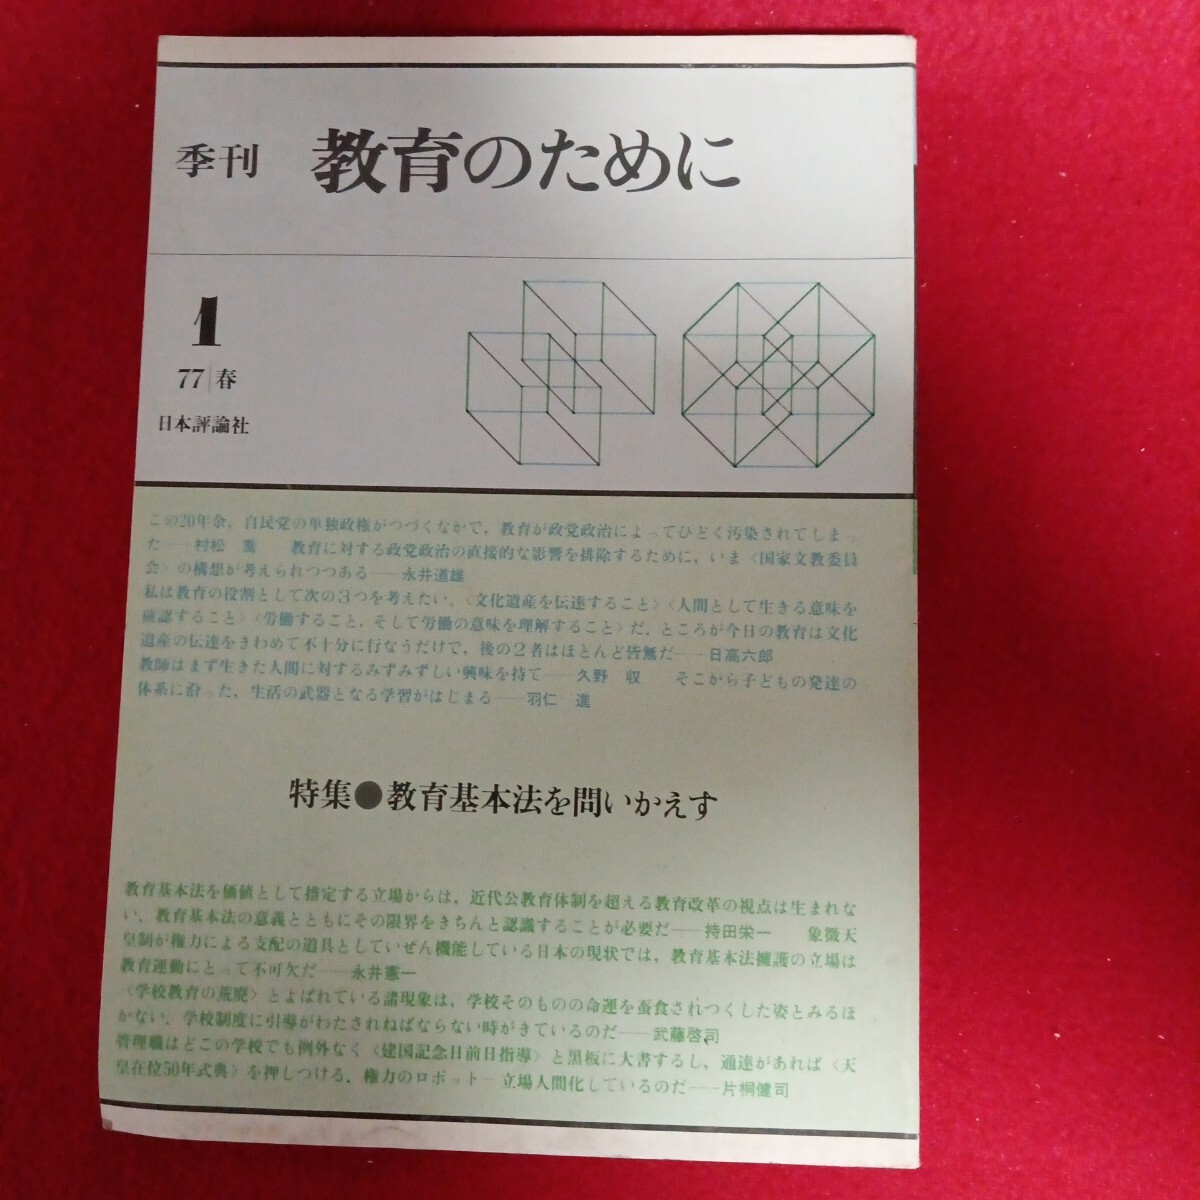 季刊 教育のために
1
77|春
日本評論社
この20年余，自民党の単独政権がつづくなかで，教育が政党政治によってひどく汚染されてしまっ
た——村松 喬 教育に対する政党政治の直接的な影響を排除するために，いま〈国家文教委員
会〉の構想が考えられつつある——永井道雄
私は教育の役割として次の3つを考えたい。〈文化遺産を伝達すること〉〈人間として生きる意味を
確認すること〉〈労働すること，そして労働の意味を理解すること〉だ．ところが今日の教育は文化
遺産の伝達をきわめて不十分に行なうだけで，後の2者はほとんど皆無だ——日高六郎
教師はまず生きた人間に対するみずみずしい興味を持て——久野 収 そこから子どもの発達の
体系に沿った，生活の武器となる学習がはじまる——羽仁 進
特集●教育基本法を問いかえす
教育基本法を価値として措定する立場からは，近代公教育体制を超える教育改革の視点は生まれな
い．教育基本法の意義とともにその限界をきちんと認識することが必要だ——持田栄一 象徴天
皇制が権力による支配の道具としていぜん機能している日本の現状では，教育基本法擁護の立場は
教育運動にとって不可欠だ——永井憲一
〈学校教育の荒廃〉とよばれている諸現象は，学校そのものの命運を蚕食されつくした姿とみるほ
かない．学校制度に引導がわたされねばならない時がきているのだ——武藤啓司
管理職はどこの学校でも例外なく〈建国記念日前日指導〉と黒板に大書するし，通達があれば〈天
皇在位50年式典〉を押しつける．権力のロボット—立場人間化しているのだ——片桐健司